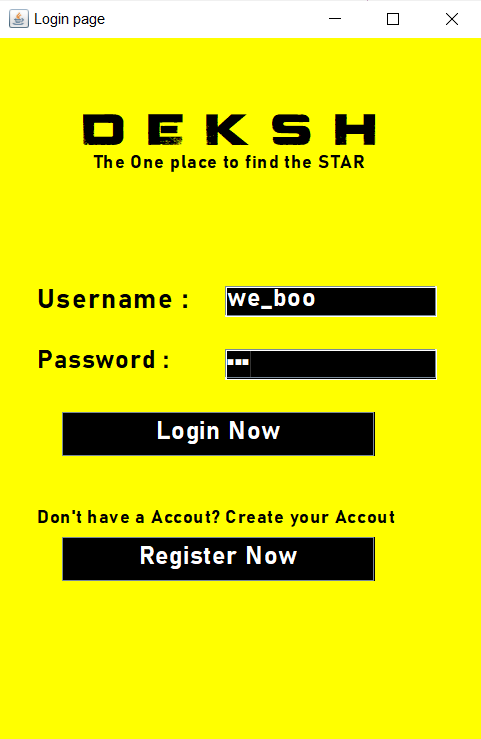 Login page
DEKSH
The One place to find the STAR
Username : we_boo
Password :
Login Now
Don't have a Accout? Create your Accout
Register Now